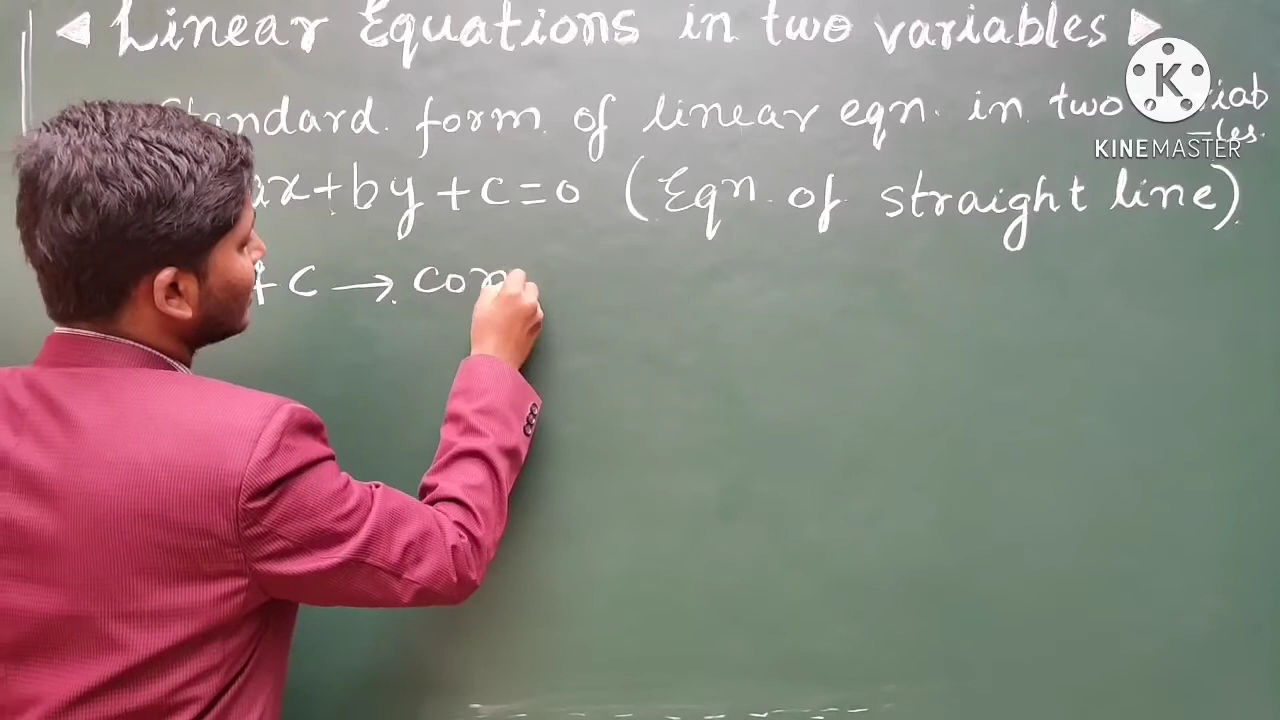 Linear Equations in two variables
Standard form of linear eqn. in two
-les.
ax+by+c=0 (Eqn. of straight line)
+ c → con
K
KINEMASTER